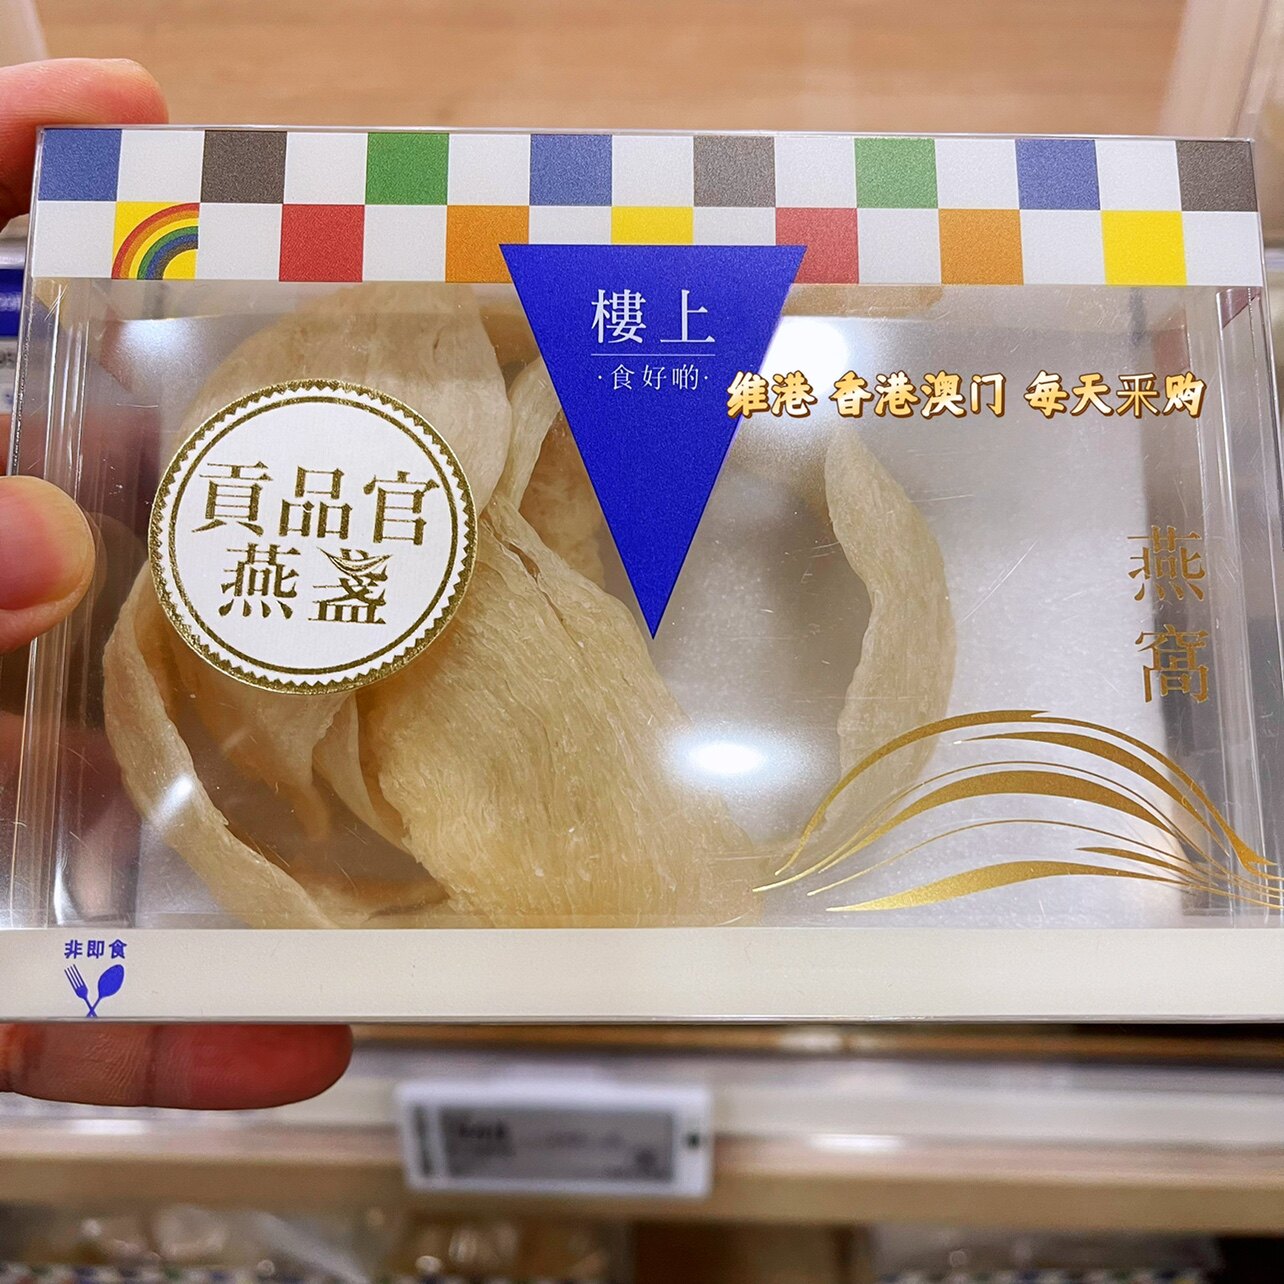 樓上
·食好啲·
维港 香港澳门 每天采购
貢品官
燕盞
燕窩
非即食